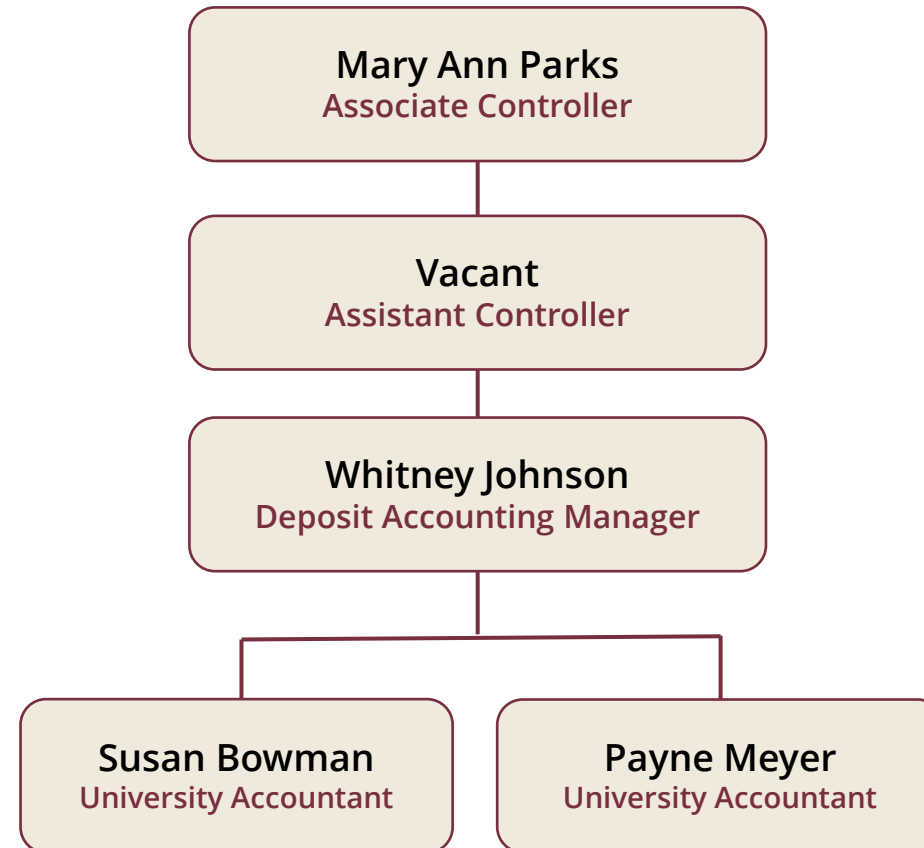 Mary Ann Parks
Associate Controller
Vacant
Assistant Controller
Whitney Johnson
Deposit Accounting Manager
Susan Bowman
University Accountant
Payne Meyer
University Accountant